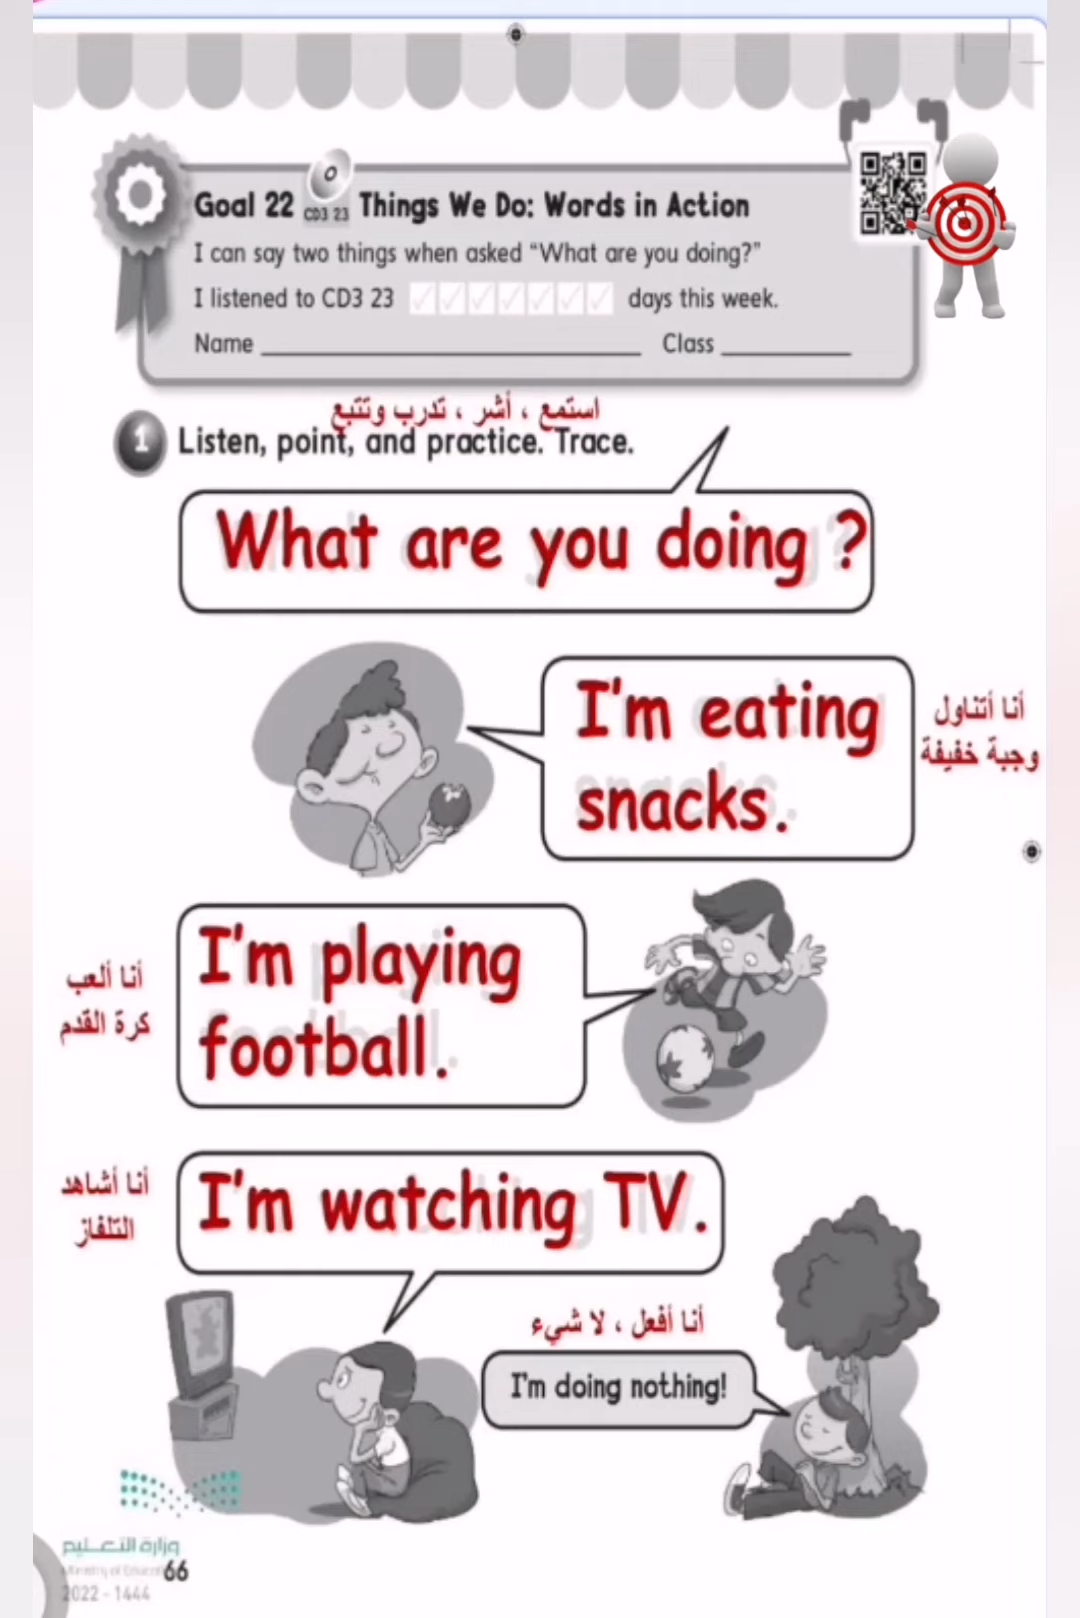 Goal 22 CD3 23 Things We Do: Words in Action
I can say two things when asked “What are you doing?”
I listened to CD3 23 days this week.
Name Class
استمع ، أشر ، تدرب وتتبع
1 Listen, point, and practice. Trace.
What are you doing ?
I'm eating
snacks.
أنا أتناول
وجبة خفيفة
I'm playing
football.
أنا ألعب
كرة القدم
I'm watching TV.
أنا أشاهد
التلفاز
أنا أفعل ، لا شيء
I'm doing nothing!
وزارة التعليم
Ministry of Education
66
2022 - 1444